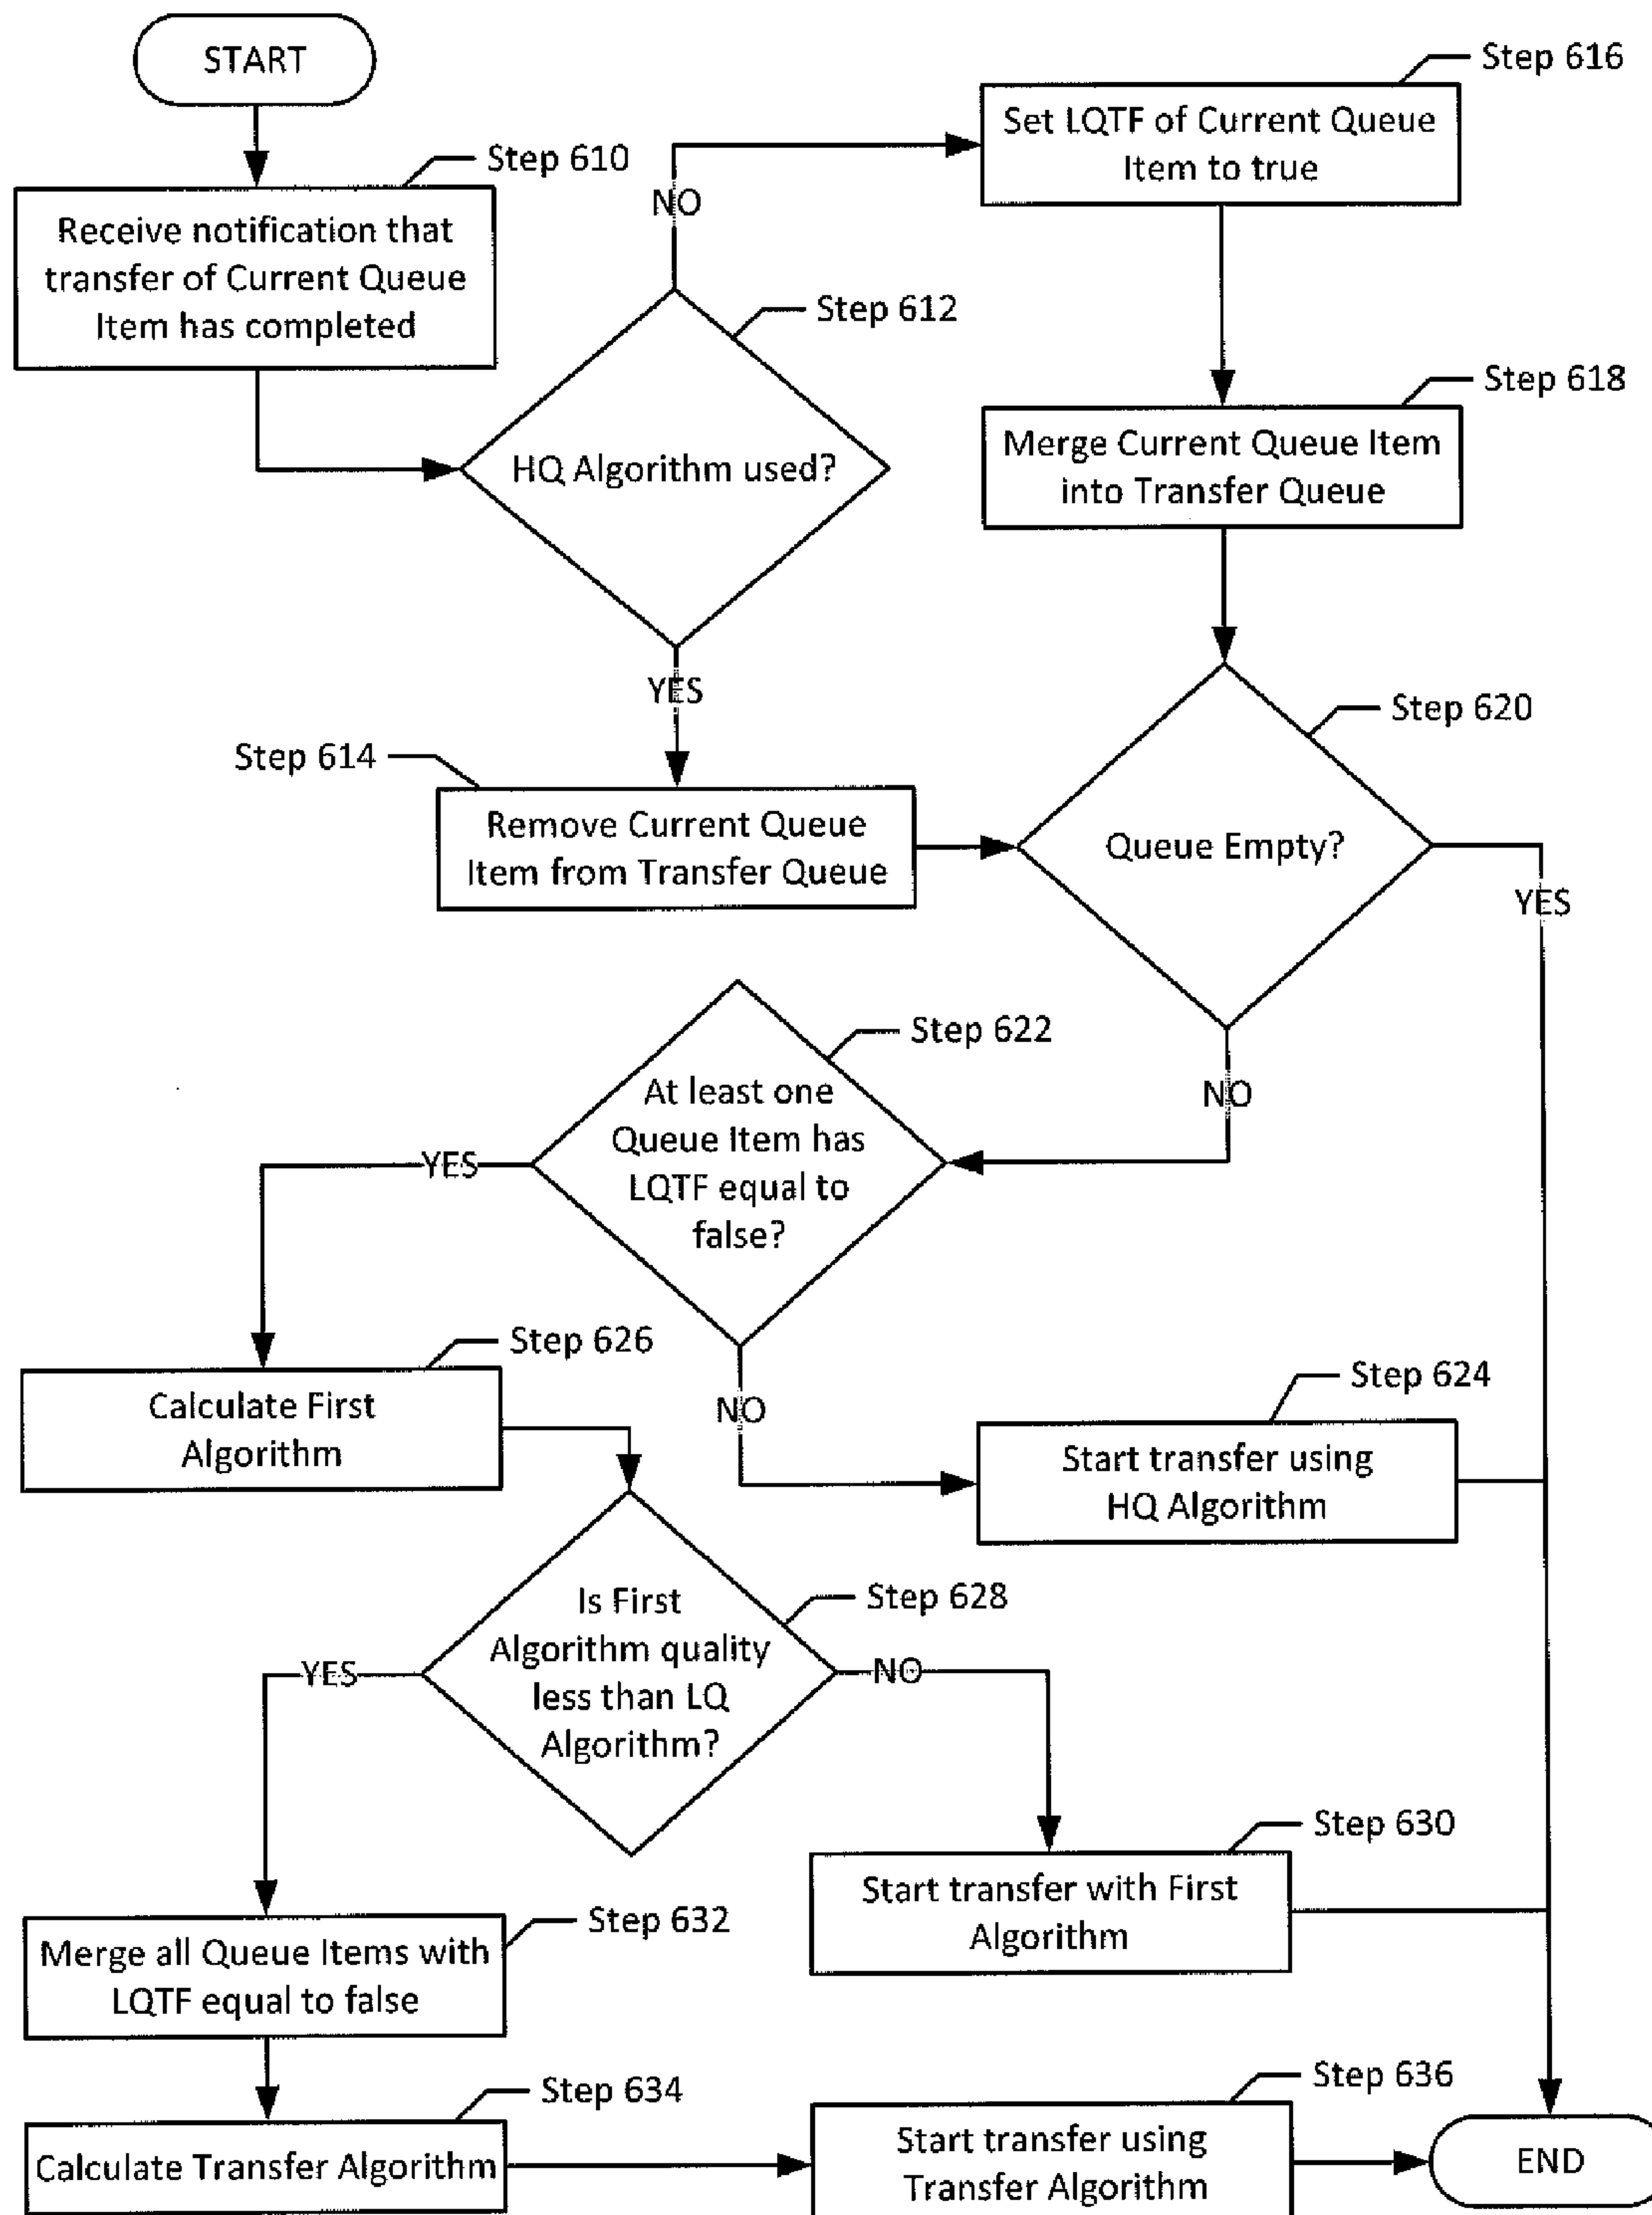 START
Step 610
Receive notification that
transfer of Current Queue
Item has completed
Step 612
HQ Algorithm used?
NO
YES
Step 616
Set LQTF of Current Queue
Item to true
Step 618
Merge Current Queue Item
into Transfer Queue
Step 614
Remove Current Queue
Item from Transfer Queue
Step 620
Queue Empty?
YES
NO
Step 622
At least one
Queue Item has
LQTF equal to
false?
YES
NO
Step 626
Calculate First
Algorithm
Step 624
Start transfer using
HQ Algorithm
Step 628
Is First
Algorithm quality
less than LQ
Algorithm?
YES
NO
Step 630
Start transfer with First
Algorithm
Step 632
Merge all Queue Items with
LQTF equal to false
Step 634
Calculate Transfer Algorithm
Step 636
Start transfer using
Transfer Algorithm
END